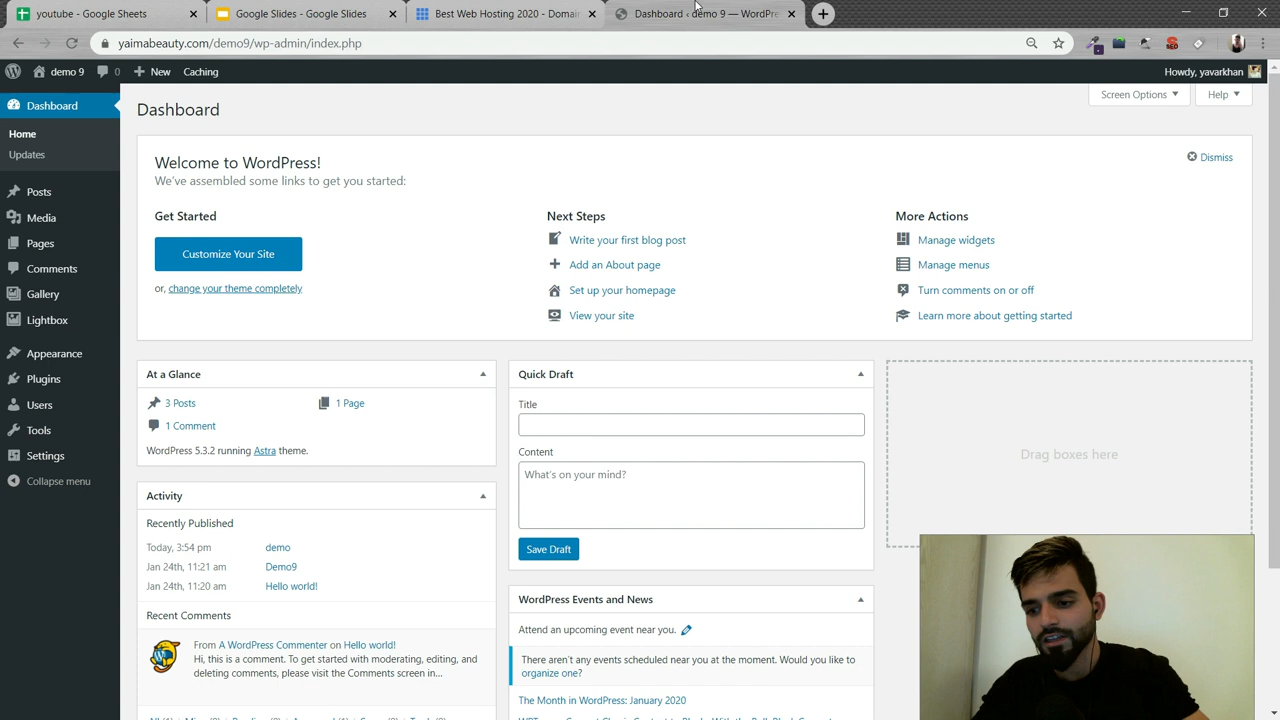 youtube - Google Sheets
Google Slides - Google Slides
Best Web Hosting 2020 - Domain
Dashboard ‹ demo 9 — WordPre
yaimabeauty.com/demo9/wp-admin/index.php
demo 9
0
New
Caching
Howdy, yavarkhan
Dashboard
Home
Updates
Posts
Media
Pages
Comments
Gallery
Lightbox
Appearance
Plugins
Users
Tools
Settings
Collapse menu
Screen Options
Help
Dashboard
Welcome to WordPress!
We've assembled some links to get you started:
Dismiss
Get Started
Customize Your Site
or, change your theme completely
Next Steps
Write your first blog post
Add an About page
Set up your homepage
View your site
More Actions
Manage widgets
Manage menus
Turn comments on or off
Learn more about getting started
At a Glance
3 Posts
1 Page
1 Comment
WordPress 5.3.2 running Astra theme.
Activity
Recently Published
Today, 3:54 pm demo
Jan 24th, 11:21 am Demo9
Jan 24th, 11:20 am Hello world!
Recent Comments
From A WordPress Commenter on Hello world!
Hi, this is a comment. To get started with moderating, editing, and
deleting comments, please visit the Comments screen in…
Quick Draft
Title
Content
What's on your mind?
Save Draft
WordPress Events and News
Attend an upcoming event near you.
There aren't any events scheduled near you at the moment. Would you like to
organize one?
The Month in WordPress: January 2020
Drag boxes here